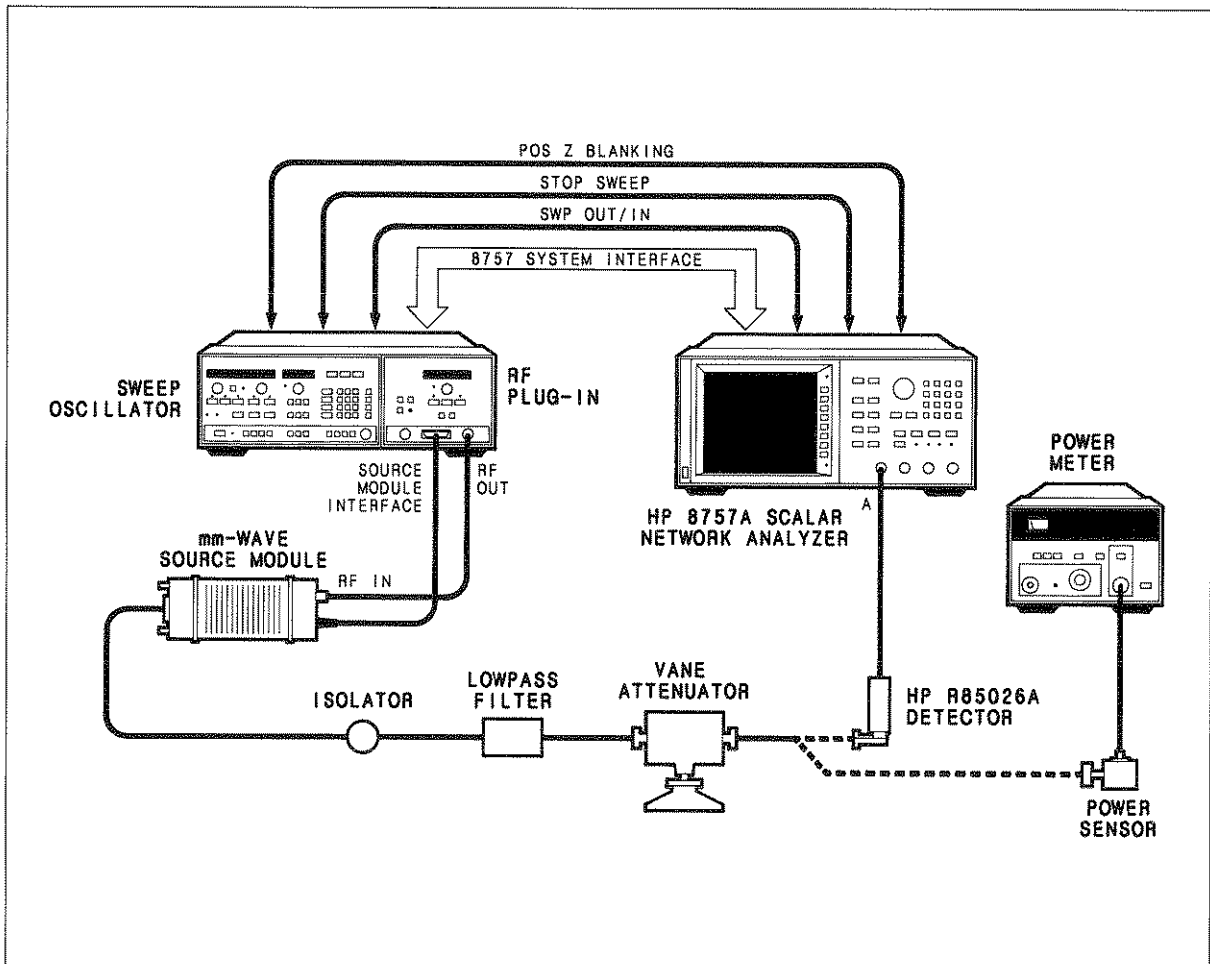 POS Z BLANKING
STOP SWEEP
SWP OUT/IN
8757 SYSTEM INTERFACE
SWEEP
OSCILLATOR
RF
PLUG-IN
SOURCE
MODULE
INTERFACE
RF
OUT
A
HP 8757A SCALAR
NETWORK ANALYZER
POWER
METER
mm-WAVE
SOURCE MODULE
RF IN
ISOLATOR
LOWPASS
FILTER
VANE
ATTENUATOR
HP R85026A
DETECTOR
POWER
SENSOR